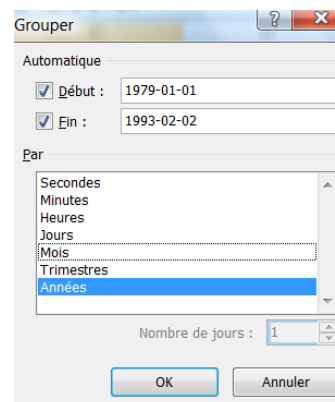 Grouper
Automatique
Début : 1979-01-01
Fin : 1993-02-02
Par
Secondes
Minutes
Heures
Jours
Mois
Trimestres
Années
Nombre de jours : 1
OK Annuler